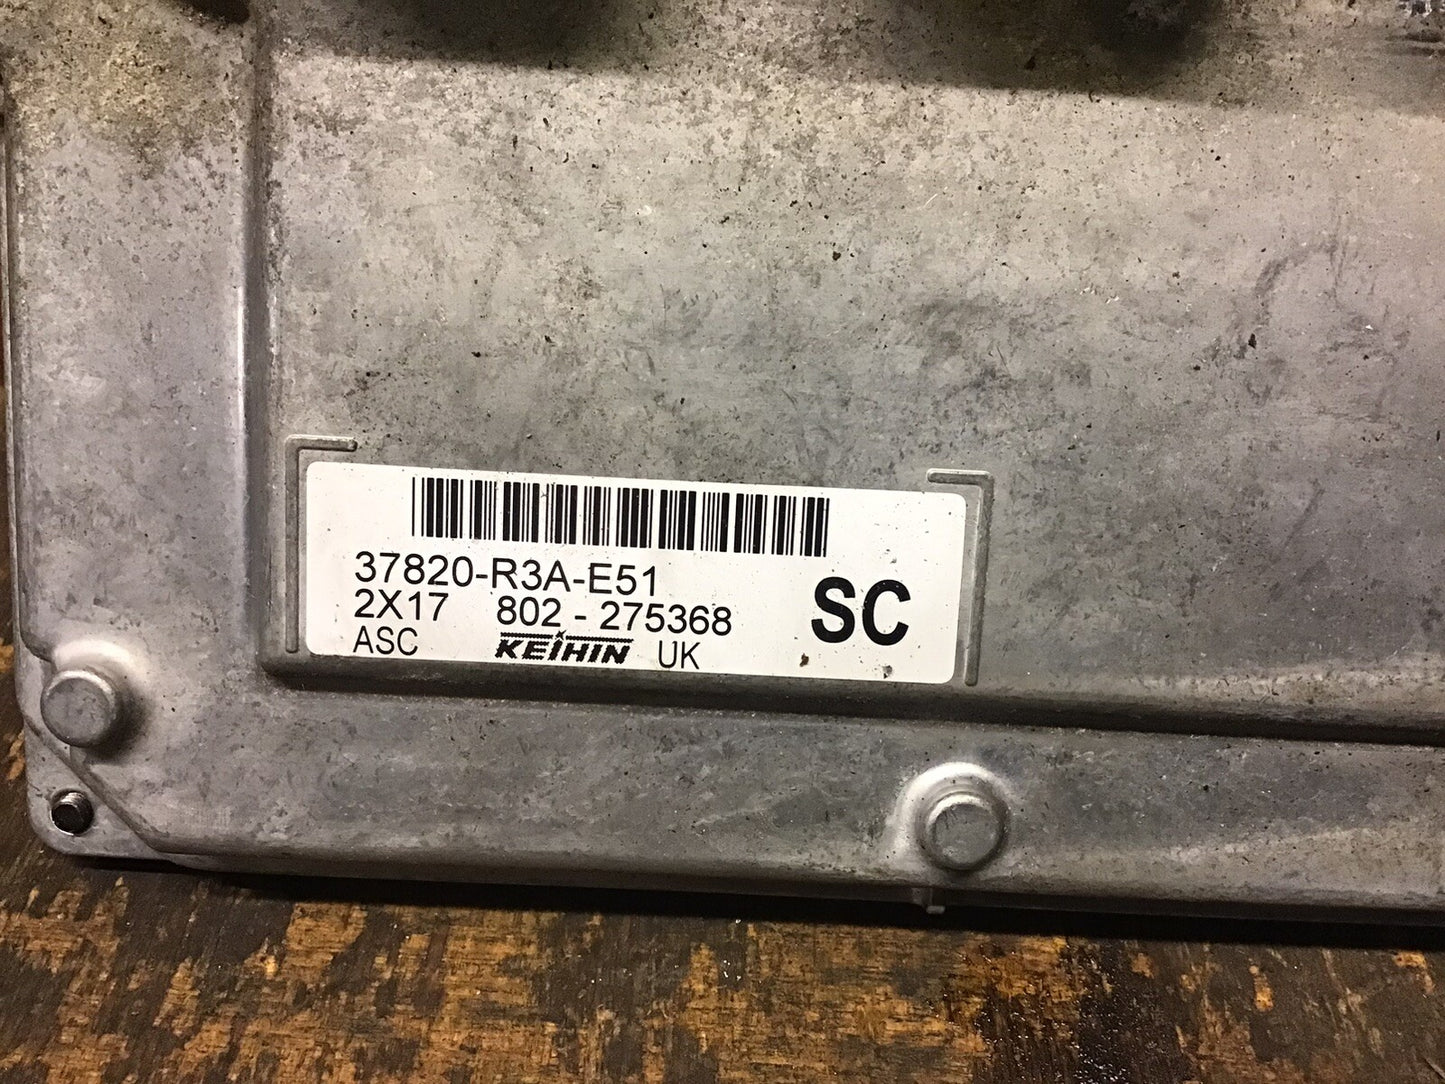 37820-R3A-E51
2X17 802 - 275368
SC
ASC KEIHIN UK